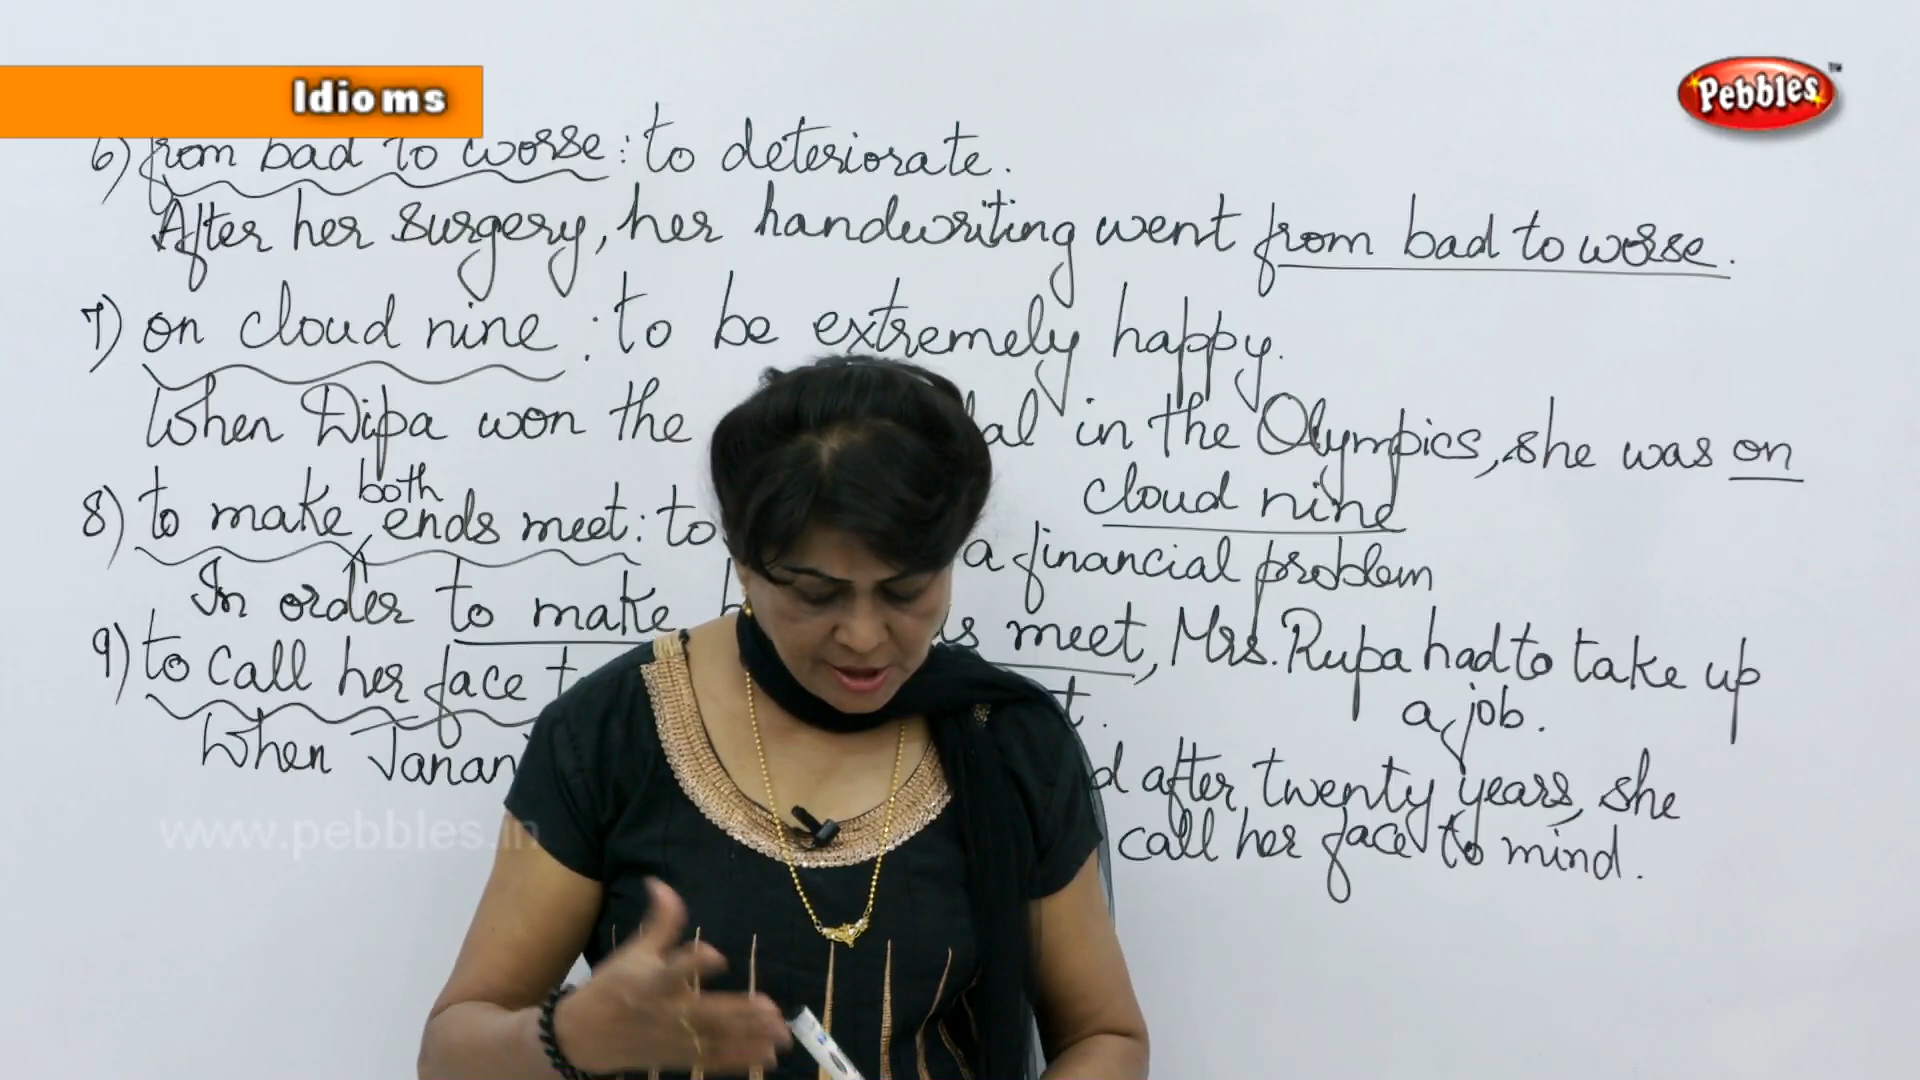 Idioms
Pebbles™
6) from bad to worse : to deteriorate.
After her surgery, her handwriting went from bad to worse.
7) on cloud nine : to be extremely happy.
When Dipa won the al in the Olympics, she was on
cloud nine
8) to make both ends meet : to a financial problem
In order to make meet, Mrs. Rupa had to take up
a job.
9) to call her face t t.
When Janan d after twenty years, she
call her face to mind.
www.pebbles.in